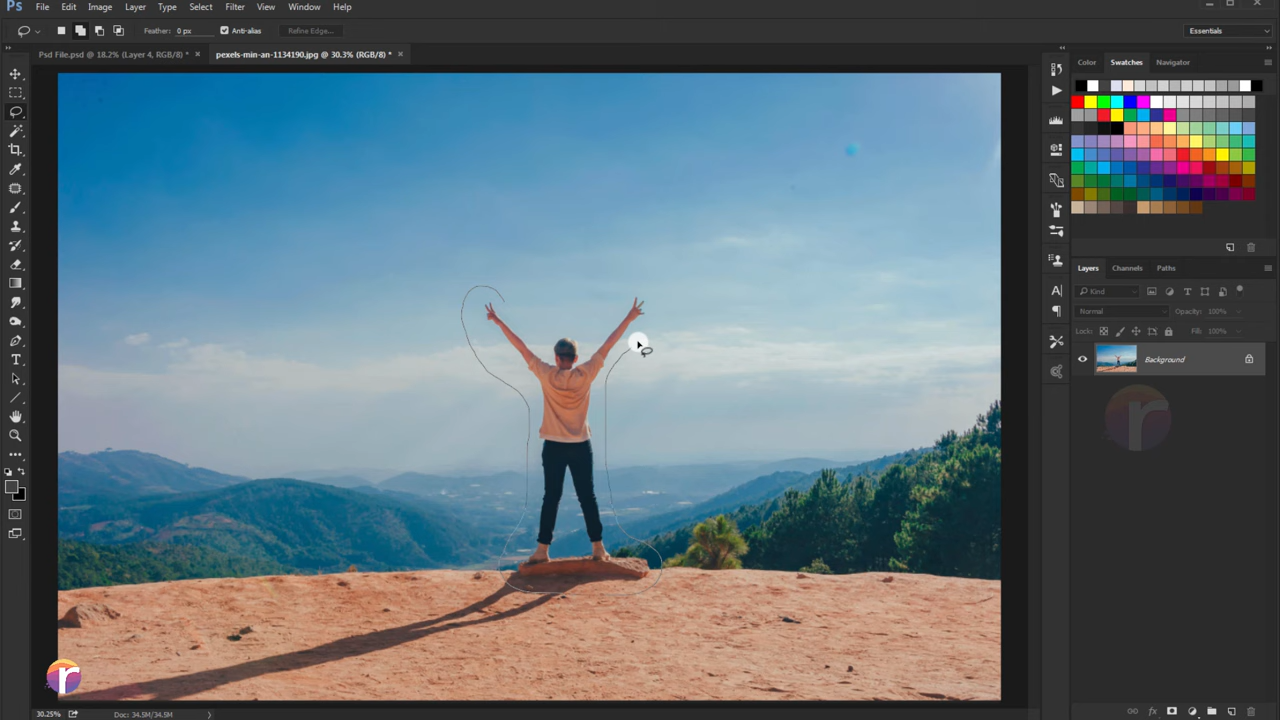 Ps File Edit Image Layer Type Select Filter View Window Help
Feather: 0 px Anti-alias Refine Edge... Essentials
Psd File.psd @ 18.2% (Layer 4, RGB/8) * × pexels-min-an-1134190.jpg @ 30.3% (RGB/8) * ×
Color Swatches Navigator
Layers Channels Paths
Kind
Normal Opacity: 100%
Lock: Fill: 100%
Background
r
r
30.25% Doc: 34.5M/34.5M